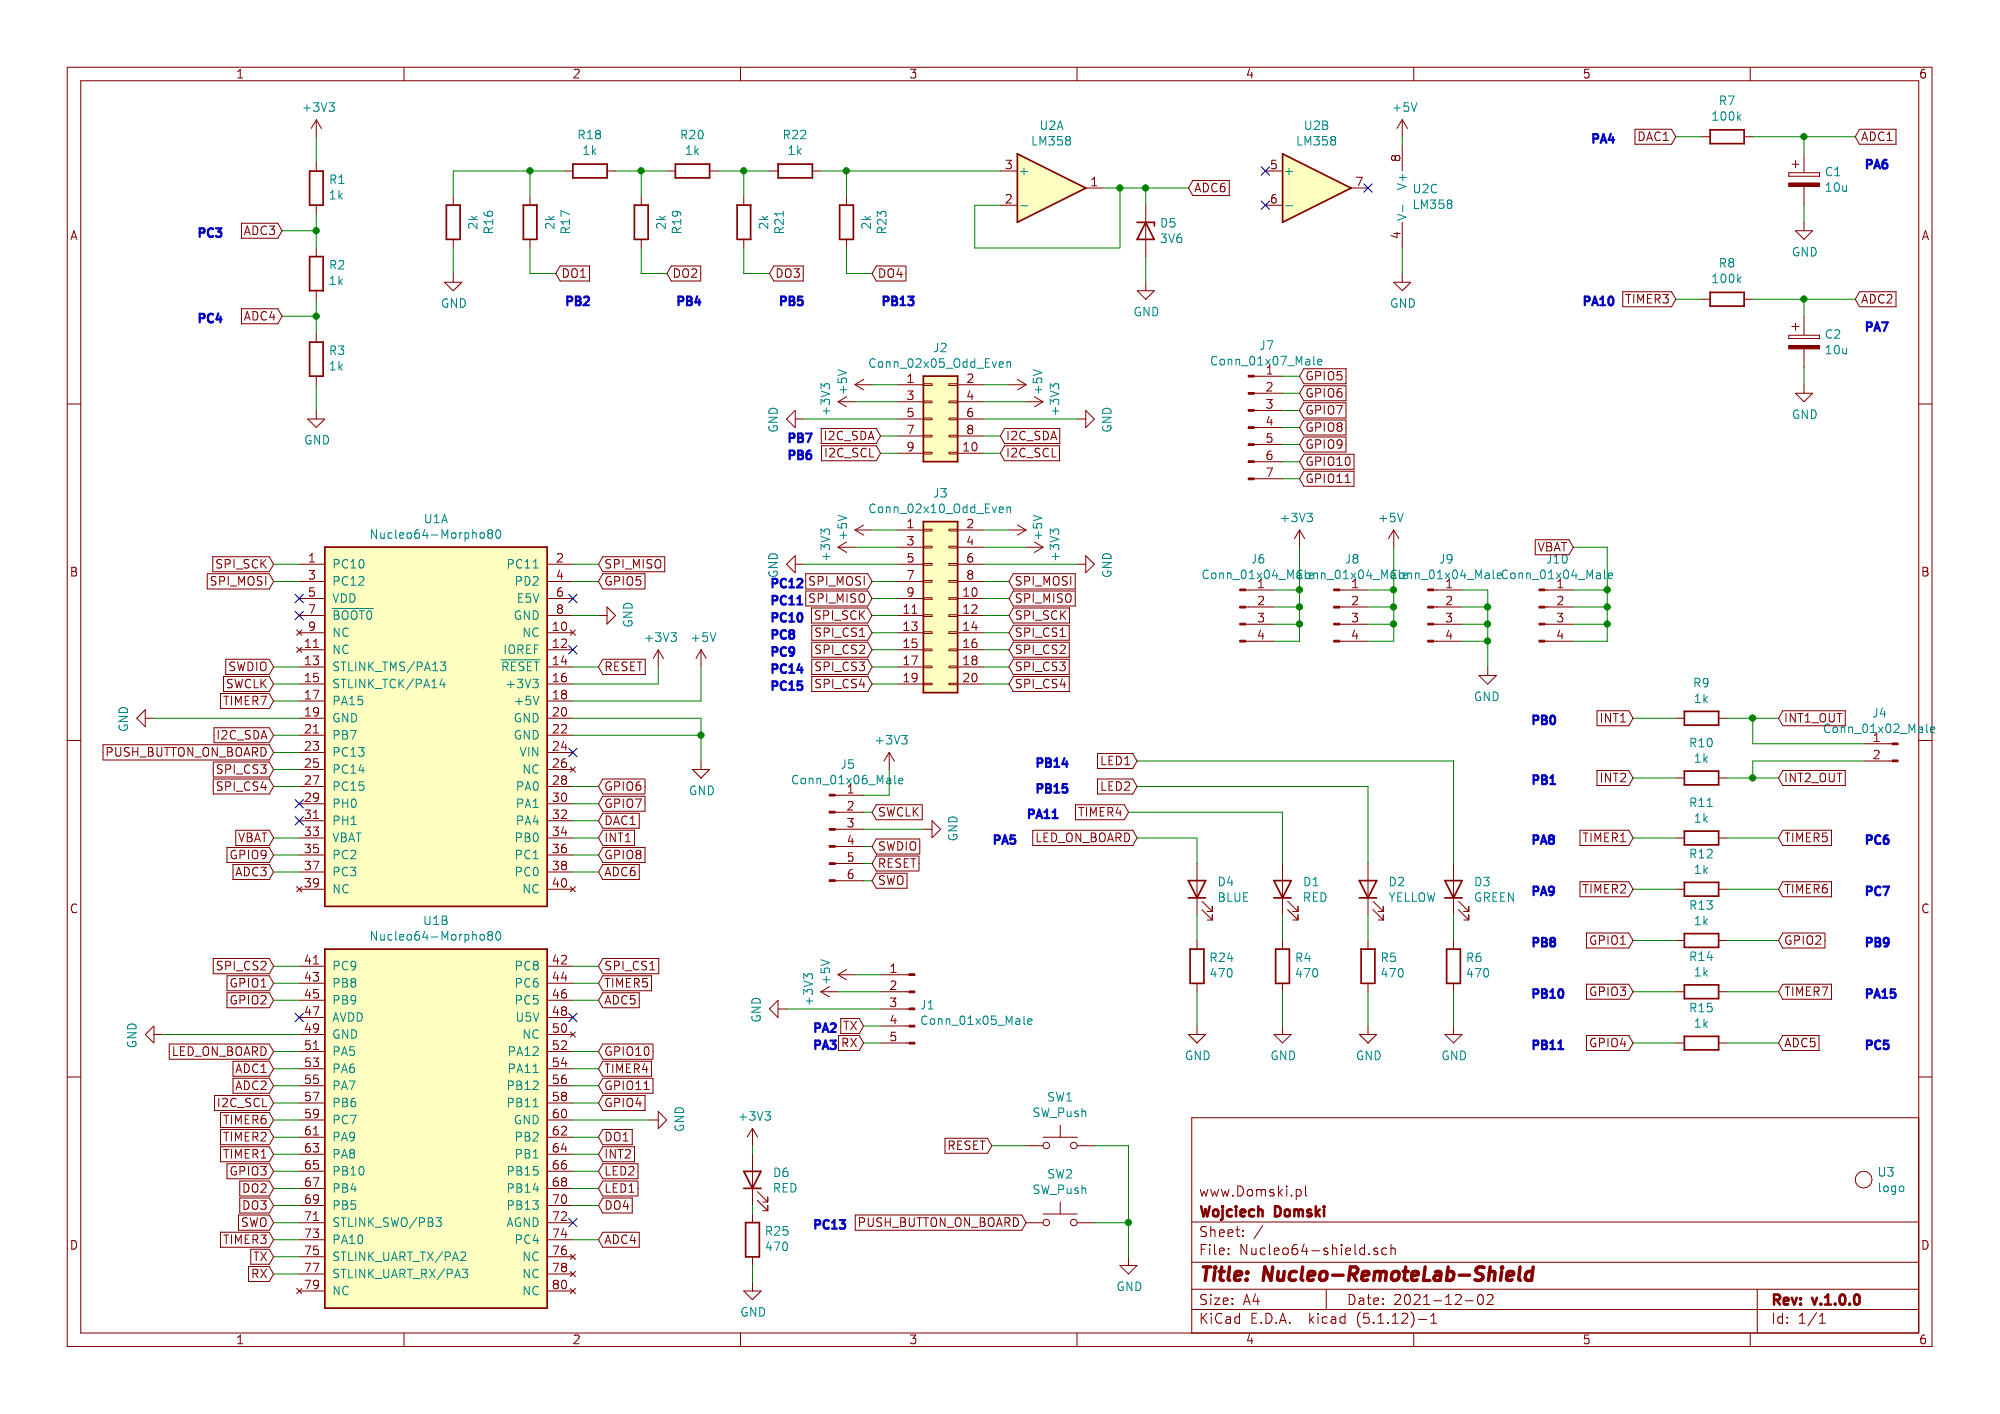 1 2 3 4 5 6
A
B
C
D
+3V3
R1
1k
PC3 ADC3
R2
1k
PC4 ADC4
R3
1k
GND
R18
1k
R20
1k
R22
1k
2k
R16
2k
R17
2k
R19
2k
R21
2k
R23
GND
DO1
PB2
DO2
PB4
DO3
PB5
DO4
PB13
U2A
LM358
3
+
2
−
1
ADC6
D5
3V6
GND
U2B
LM358
5
+
6
−
7
+5V
8
V+
U2C
LM358
V-
4
GND
R7
100k
PA4 DAC1 ADC1
PA6
C1
10u
GND
R8
100k
PA10 TIMER3 ADC2
PA7
C2
10u
GND
J2
Conn_02x05_Odd_Even
+5V 1 2 +5V
+3V3 3 4 +3V3
GND 5 6 GND
PB7 I2C_SDA 7 8 I2C_SDA
PB6 I2C_SCL 9 10 I2C_SCL
J7
Conn_01x07_Male
1 GPIO5
2 GPIO6
3 GPIO7
4 GPIO8
5 GPIO9
6 GPIO10
7 GPIO11
J3
Conn_02x10_Odd_Even
+5V 1 2 +5V
+3V3 3 4 +3V3
GND 5 6 GND
PC12 SPI_MOSI 7 8 SPI_MOSI
PC11 SPI_MISO 9 10 SPI_MISO
PC10 SPI_SCK 11 12 SPI_SCK
PC8 SPI_CS1 13 14 SPI_CS1
PC9 SPI_CS2 15 16 SPI_CS2
PC14 SPI_CS3 17 18 SPI_CS3
PC15 SPI_CS4 19 20 SPI_CS4
+3V3 +5V VBAT
J6 J8 J9 J10
Conn_01x04_Male Conn_01x04_Male Conn_01x04_Male Conn_01x04_Male
1 1 1 1
2 2 2 2
3 3 3 3
4 4 4 4
GND
U1A
Nucleo64-Morpho80
SPI_SCK 1 PC10 PC11 2 SPI_MISO
SPI_MOSI 3 PC12 PD2 4 GPIO5
5 VDD E5V 6
7 BOOT0 GND 8 GND
9 NC NC 10
11 NC IOREF 12
SWDIO 13 STLINK_TMS/PA13 RESET 14 RESET
SWCLK 15 STLINK_TCK/PA14 +3V3 16 +3V3
TIMER7 17 PA15 +5V 18 +5V
GND 19 GND GND 20
I2C_SDA 21 PB7 GND 22
PUSH_BUTTON_ON_BOARD 23 PC13 VIN 24
SPI_CS3 25 PC14 NC 26
SPI_CS4 27 PC15 PA0 28 GPIO6
29 PH0 PA1 30 GPIO7
31 PH1 PA4 32 DAC1
VBAT 33 VBAT PB0 34 INT1
GPIO9 35 PC2 PC1 36 GPIO8
ADC3 37 PC3 PC0 38 ADC6
39 NC NC 40
GND
U1B
Nucleo64-Morpho80
SPI_CS2 41 PC9 PC8 42 SPI_CS1
GPIO1 43 PB8 PC6 44 TIMER5
GPIO2 45 PB9 PC5 46 ADC5
47 AVDD U5V 48
GND 49 GND NC 50
LED_ON_BOARD 51 PA5 PA12 52 GPIO10
ADC1 53 PA6 PA11 54 TIMER4
ADC2 55 PA7 PB12 56 GPIO11
I2C_SCL 57 PB6 PB11 58 GPIO4
TIMER6 59 PC7 GND 60 GND
TIMER2 61 PA9 PB2 62 DO1
TIMER1 63 PA8 PB1 64 INT2
GPIO3 65 PB10 PB15 66 LED2
DO2 67 PB4 PB14 68 LED1
DO3 69 PB5 PB13 70 DO4
SWO 71 STLINK_SWO/PB3 AGND 72
TIMER3 73 PA10 PC4 74 ADC4
TX 75 STLINK_UART_TX/PA2 NC 76
RX 77 STLINK_UART_RX/PA3 NC 78
79 NC NC 80
+3V3
J5
Conn_01x06_Male
1
2 SWCLK
3 GND
4 SWDIO
5 RESET
6 SWO
PB14 LED1
PB15 LED2
PA11 TIMER4
PA5 LED_ON_BOARD
D4
BLUE
D1
RED
D2
YELLOW
D3
GREEN
R24
470
R4
470
R5
470
R6
470
GND GND GND GND
+5V 1
+3V3 2
GND 3
PA2 TX 4
PA3 RX 5
J1
Conn_01x05_Male
+3V3
D6
RED
R25
470
GND
SW1
SW_Push
RESET
SW2
SW_Push
PC13 PUSH_BUTTON_ON_BOARD
GND
R9
1k
PB0 INT1 INT1_OUT
J4
Conn_01x02_Male
1
2
R10
1k
PB1 INT2 INT2_OUT
R11
1k
PA8 TIMER1 TIMER5 PC6
R12
1k
PA9 TIMER2 TIMER6 PC7
R13
1k
PB8 GPIO1 GPIO2 PB9
R14
1k
PB10 GPIO3 TIMER7 PA15
R15
1k
PB11 GPIO4 ADC5 PC5
U3
logo
www.Domski.pl
Wojciech Domski
Sheet: /
File: Nucleo64-shield.sch
Title: Nucleo-RemoteLab-Shield
Size: A4 Date: 2021-12-02 Rev: v.1.0.0
KiCad E.D.A. kicad (5.1.12)-1 Id: 1/1
A
B
C
D
1 2 3 4 5 6